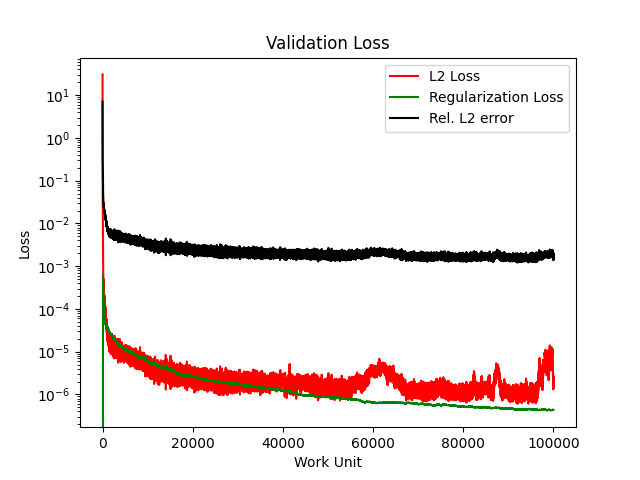 Validation Loss
L2 Loss
Regularization Loss
Rel. L2 error
Loss
10¹
10⁰
10⁻¹
10⁻²
10⁻³
10⁻⁴
10⁻⁵
10⁻⁶
0 20000 40000 60000 80000 100000
Work Unit